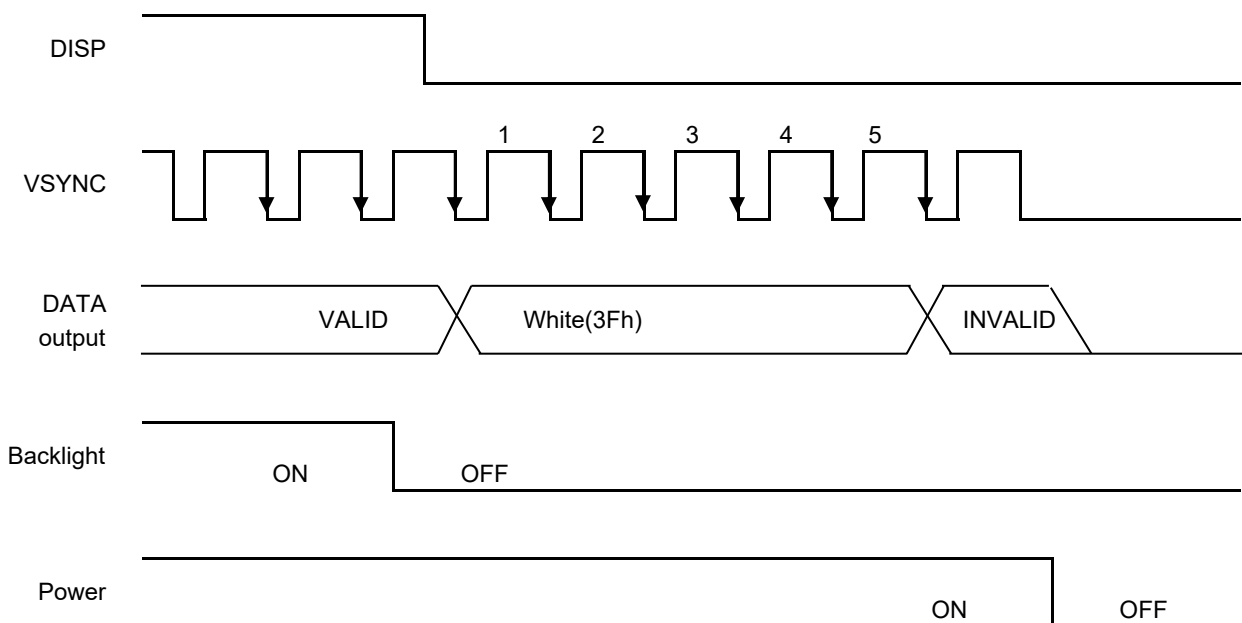 DISP
1 2 3 4 5
VSYNC
DATA
output
VALID White(3Fh) INVALID
Backlight
ON OFF
Power
ON OFF